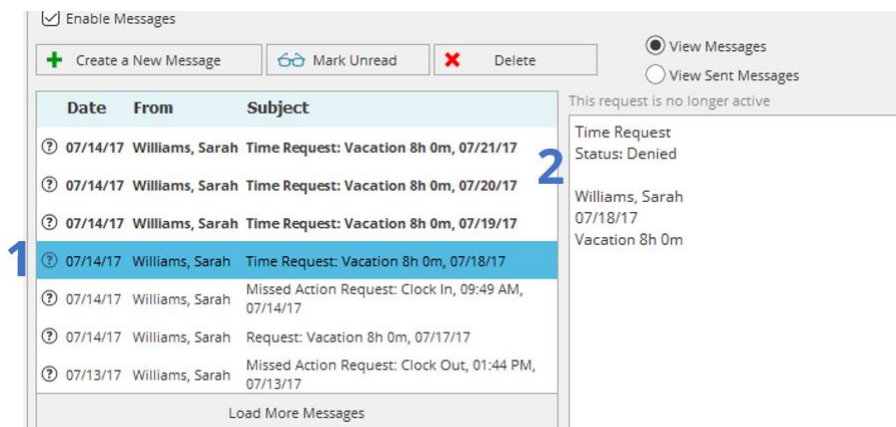 Enable Messages
Create a New Message
Mark Unread
Delete
View Messages
View Sent Messages
Date From Subject
07/14/17 Williams, Sarah Time Request: Vacation 8h 0m, 07/21/17
07/14/17 Williams, Sarah Time Request: Vacation 8h 0m, 07/20/17
07/14/17 Williams, Sarah Time Request: Vacation 8h 0m, 07/19/17
1
07/14/17 Williams, Sarah Time Request: Vacation 8h 0m, 07/18/17
07/14/17 Williams, Sarah Missed Action Request: Clock In, 09:49 AM,
07/14/17
07/14/17 Williams, Sarah Request: Vacation 8h 0m, 07/17/17
07/13/17 Williams, Sarah Missed Action Request: Clock Out, 01:44 PM,
07/13/17
Load More Messages
This request is no longer active
2
Time Request
Status: Denied
Williams, Sarah
07/18/17
Vacation 8h 0m